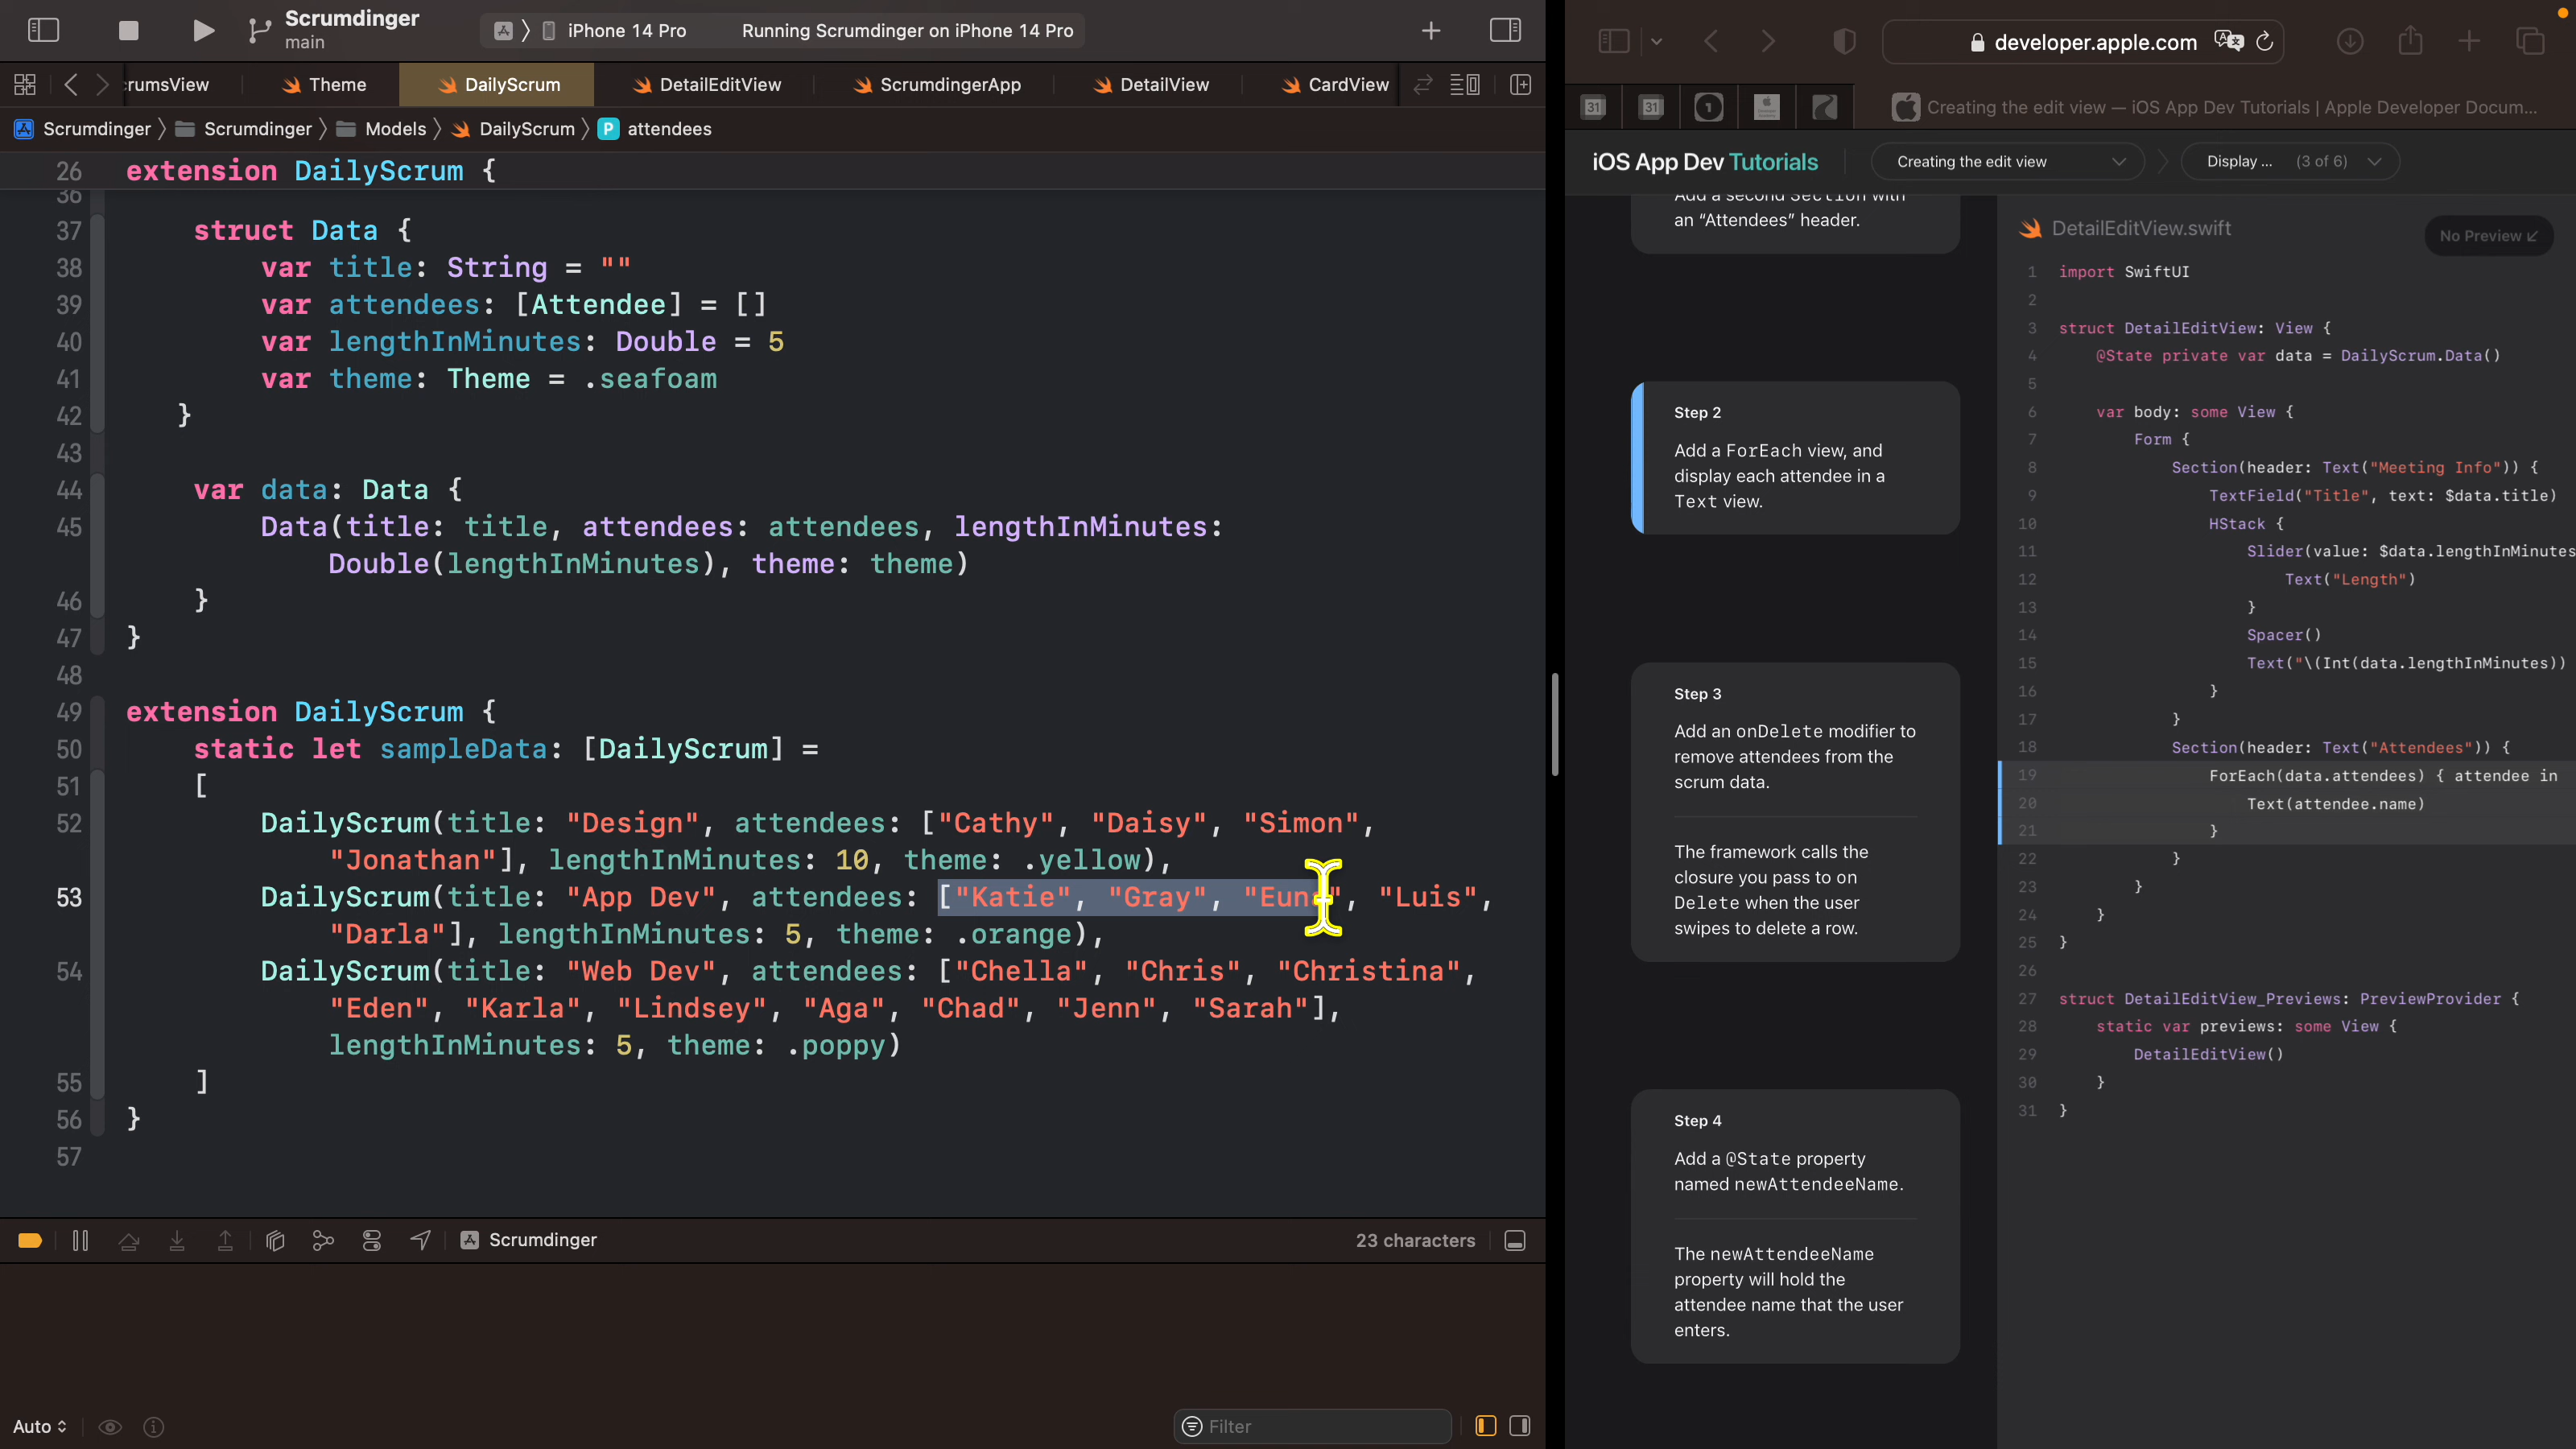 Scrumdinger
main
iPhone 14 Pro
Running Scrumdinger on iPhone 14 Pro
rumsView
Theme
DailyScrum
DetailEditView
ScrumdingerApp
DetailView
CardView
Scrumdinger
Scrumdinger
Models
DailyScrum
P attendees
26 extension DailyScrum {
36
37 struct Data {
38 var title: String = ""
39 var attendees: [Attendee] = []
40 var lengthInMinutes: Double = 5
41 var theme: Theme = .seafoam
42 }
43
44 var data: Data {
45 Data(title: title, attendees: attendees, lengthInMinutes:
Double(lengthInMinutes), theme: theme)
46 }
47 }
48
49 extension DailyScrum {
50 static let sampleData: [DailyScrum] =
51 [
52 DailyScrum(title: "Design", attendees: ["Cathy", "Daisy", "Simon",
"Jonathan"], lengthInMinutes: 10, theme: .yellow),
53 DailyScrum(title: "App Dev", attendees: ["Katie", "Gray", "Euna", "Luis",
"Darla"], lengthInMinutes: 5, theme: .orange),
54 DailyScrum(title: "Web Dev", attendees: ["Chella", "Chris", "Christina",
"Eden", "Karla", "Lindsey", "Aga", "Chad", "Jenn", "Sarah"],
lengthInMinutes: 5, theme: .poppy)
55 ]
56 }
57
Scrumdinger
23 characters
Auto
Filter
developer.apple.com
31
31
1
Creating the edit view — iOS App Dev Tutorials | Apple Developer Docum...
iOS App Dev Tutorials
Creating the edit view
Display ... (3 of 6)
Add a second Section with
an “Attendees” header.
Step 2
Add a ForEach view, and
display each attendee in a
Text view.
Step 3
Add an onDelete modifier to
remove attendees from the
scrum data.
The framework calls the
closure you pass to on
Delete when the user
swipes to delete a row.
Step 4
Add a @State property
named newAttendeeName.
The newAttendeeName
property will hold the
attendee name that the user
enters.
DetailEditView.swift
No Preview
1 import SwiftUI
2
3 struct DetailEditView: View {
4 @State private var data = DailyScrum.Data()
5
6 var body: some View {
7 Form {
8 Section(header: Text("Meeting Info")) {
9 TextField("Title", text: $data.title)
10 HStack {
11 Slider(value: $data.lengthInMinutes
12 Text("Length")
13 }
14 Spacer()
15 Text("\(Int(data.lengthInMinutes))
16 }
17 }
18 Section(header: Text("Attendees")) {
19 ForEach(data.attendees) { attendee in
20 Text(attendee.name)
21 }
22 }
23 }
24 }
25 }
26
27 struct DetailEditView_Previews: PreviewProvider {
28 static var previews: some View {
29 DetailEditView()
30 }
31 }